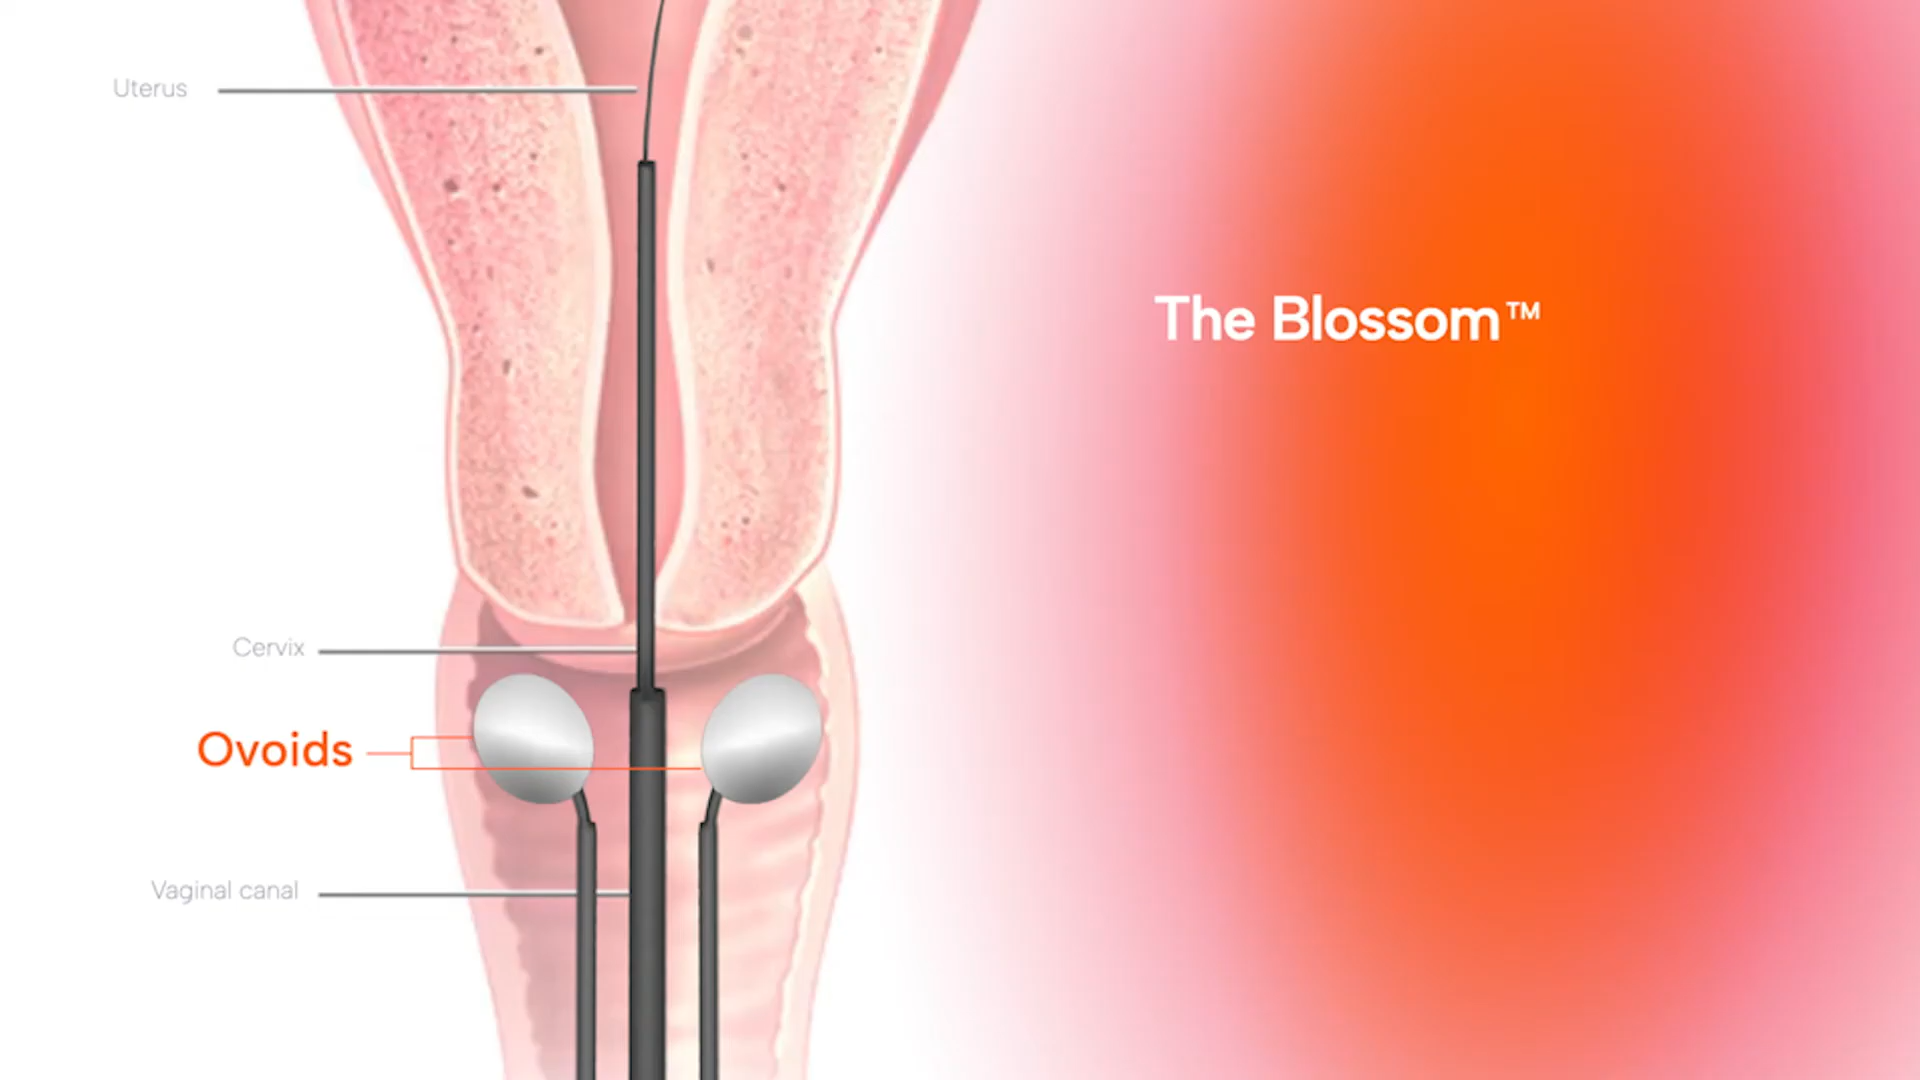 Uterus
The Blossom™
Cervix
Ovoids
Vaginal canal